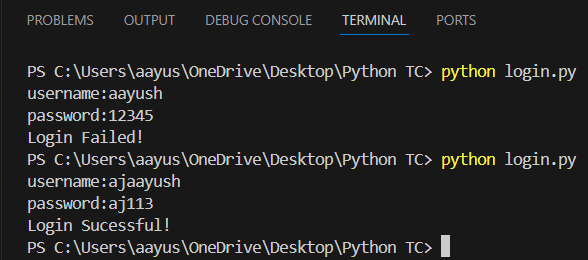 PROBLEMS OUTPUT DEBUG CONSOLE TERMINAL PORTS
PS C:\Users\aayus\OneDrive\Desktop\Python TC> python login.py
username:aayush
password:12345
Login Failed!
PS C:\Users\aayus\OneDrive\Desktop\Python TC> python login.py
username:ajaayush
password:aj113
Login Sucessful!
PS C:\Users\aayus\OneDrive\Desktop\Python TC>